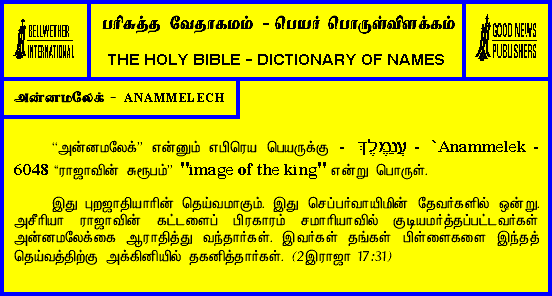 BELLWETHER
INTERNATIONAL
பரிசுத்த வேதாகமம் - பெயர் பொருள்விளக்கம்
THE HOLY BIBLE - DICTIONARY OF NAMES
GOOD NEWS
PUBLISHERS
அன்னமலேக் - ANAMMELECH
“அன்னமலேக்” என்னும் எபிரெய பெயருக்கு - עֲנַמֶּלֶךְ - `Anammelek -
6048 “ராஜாவின் சுரூபம்” "image of the king" என்று பொருள்.
இது புறஜாதியாரின் தெய்வமாகும். இது செப்பர்வாயிமின் தேவர்களில் ஒன்று.
அசீரியா ராஜாவின் கட்டளைப் பிரகாரம் சமாரியாவில் குடியமர்த்தப்பட்டவர்கள்
அன்னமலேக்கை ஆராதித்து வந்தார்கள். இவர்கள் தங்கள் பிள்ளைகளை இந்தத்
தெய்வத்திற்கு அக்கினியில் தகனித்தார்கள். (2இராஜா 17:31)